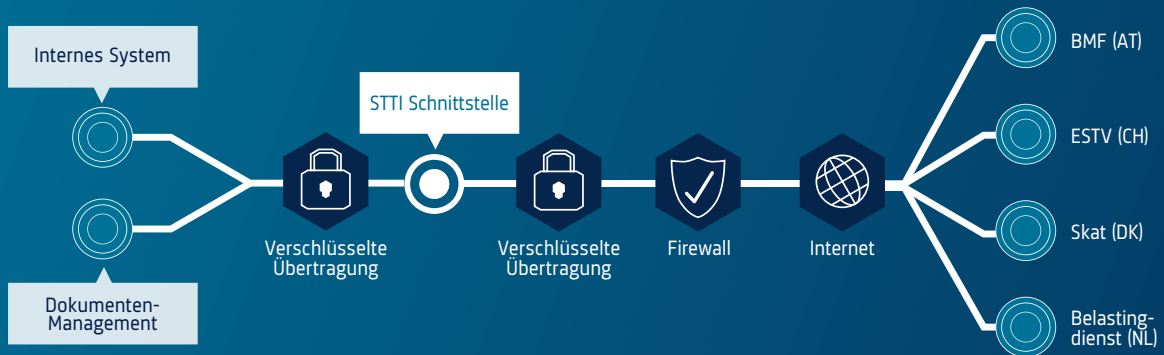 Internes System
STTI Schnittstelle
Verschlüsselte
Übertragung
Verschlüsselte
Übertragung
Firewall
Internet
Dokumenten-
Management
BMF (AT)
ESTV (CH)
Skat (DK)
Belasting-
dienst (NL)